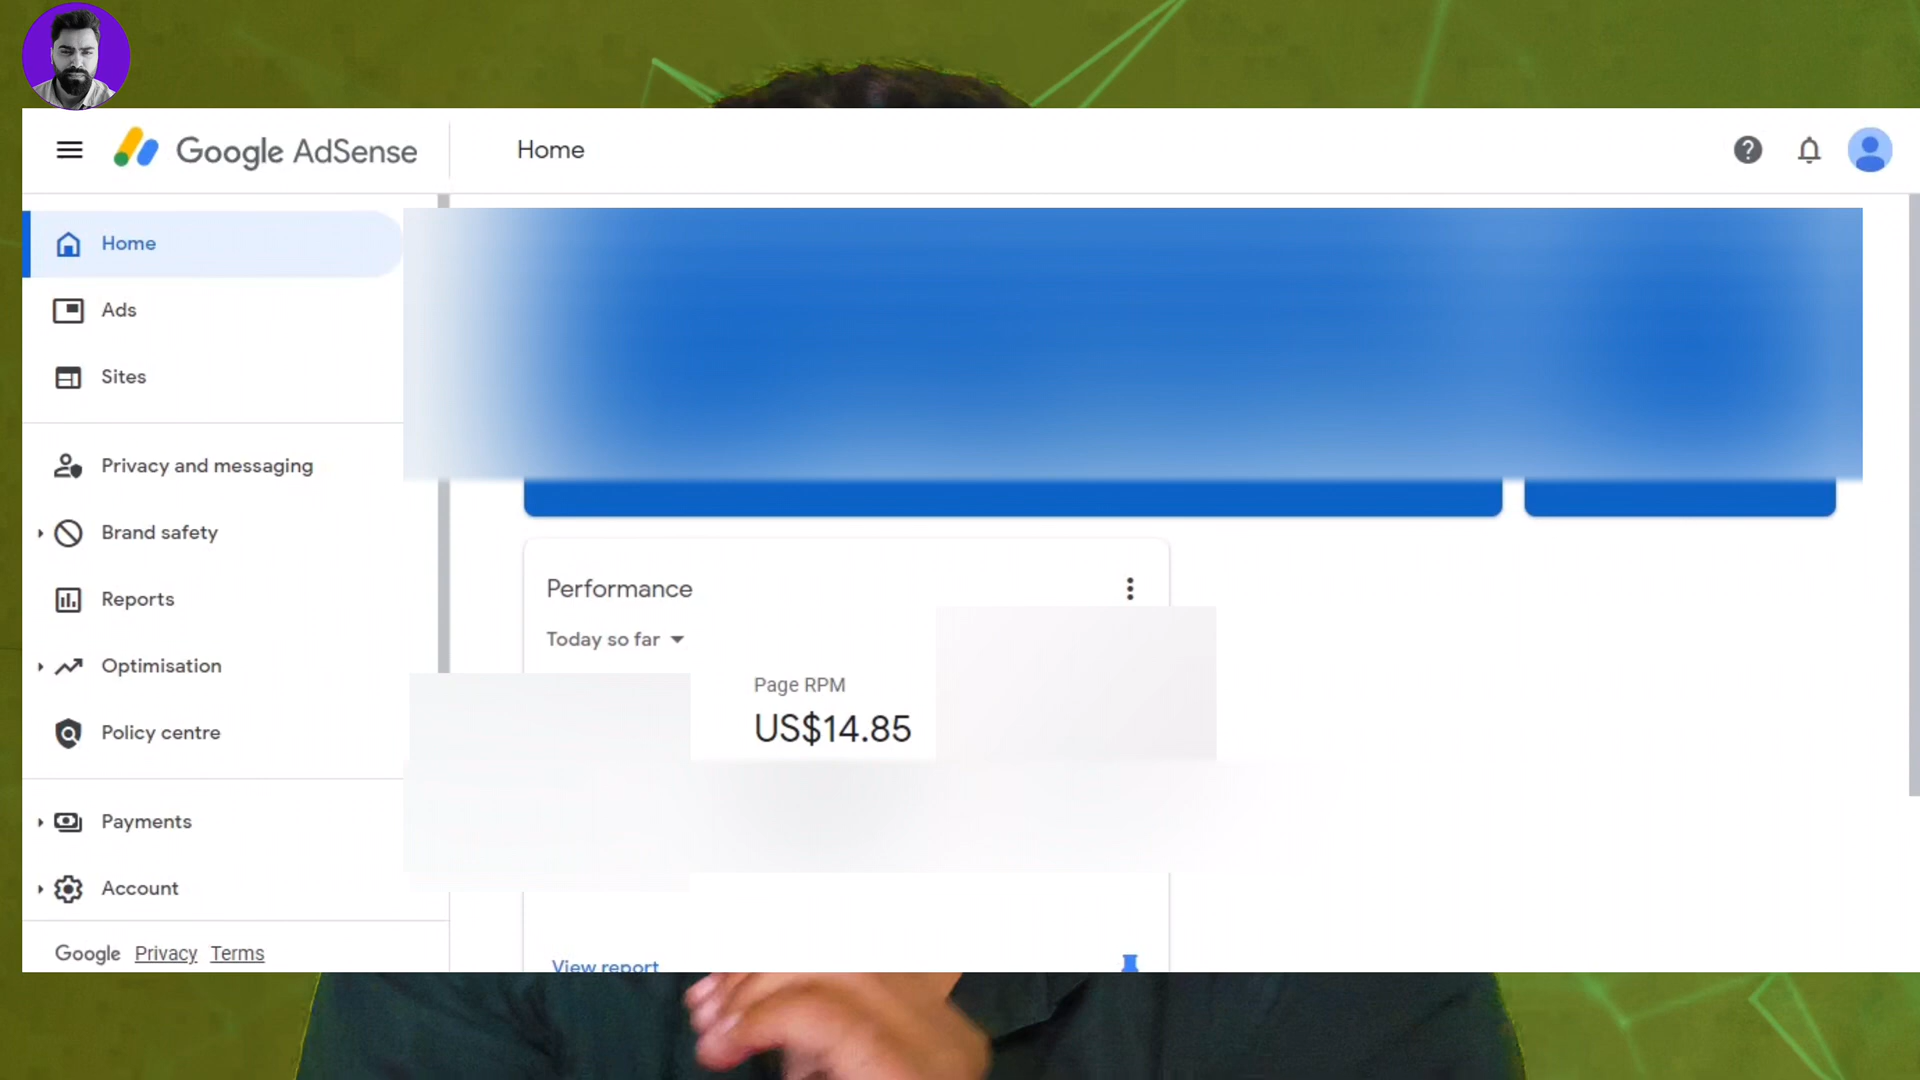 Google AdSense
Home
Home
Ads
Sites
Privacy and messaging
Brand safety
Reports
Optimisation
Policy centre
Payments
Account
Google Privacy Terms
Performance
Today so far
Page RPM
US$14.85
View report